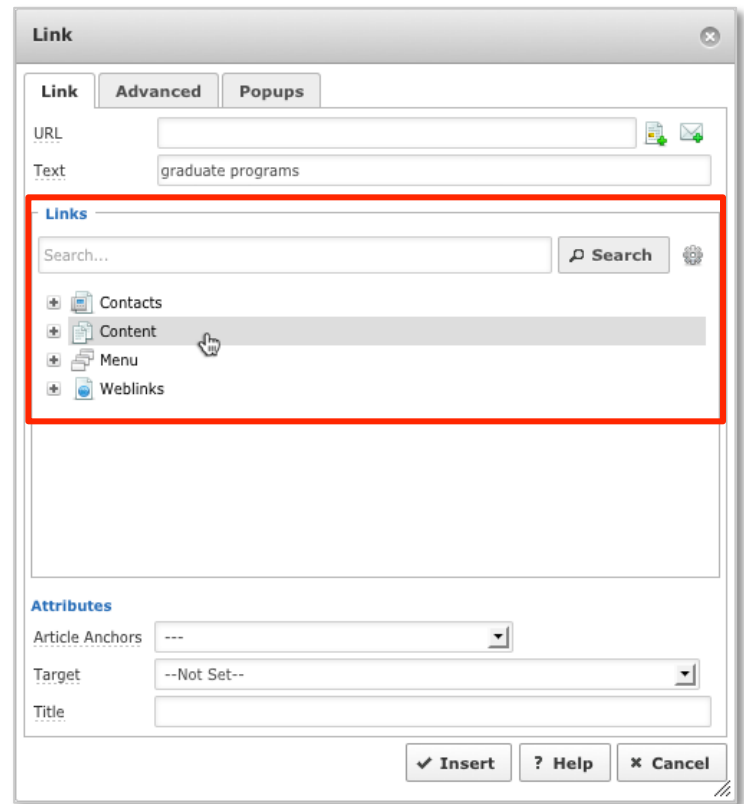 Link
Link Advanced Popups
URL
Text graduate programs
Links
Search... Search
Contacts
Content
Menu
Weblinks
Attributes
Article Anchors ---
Target --Not Set--
Title
Insert ? Help Cancel